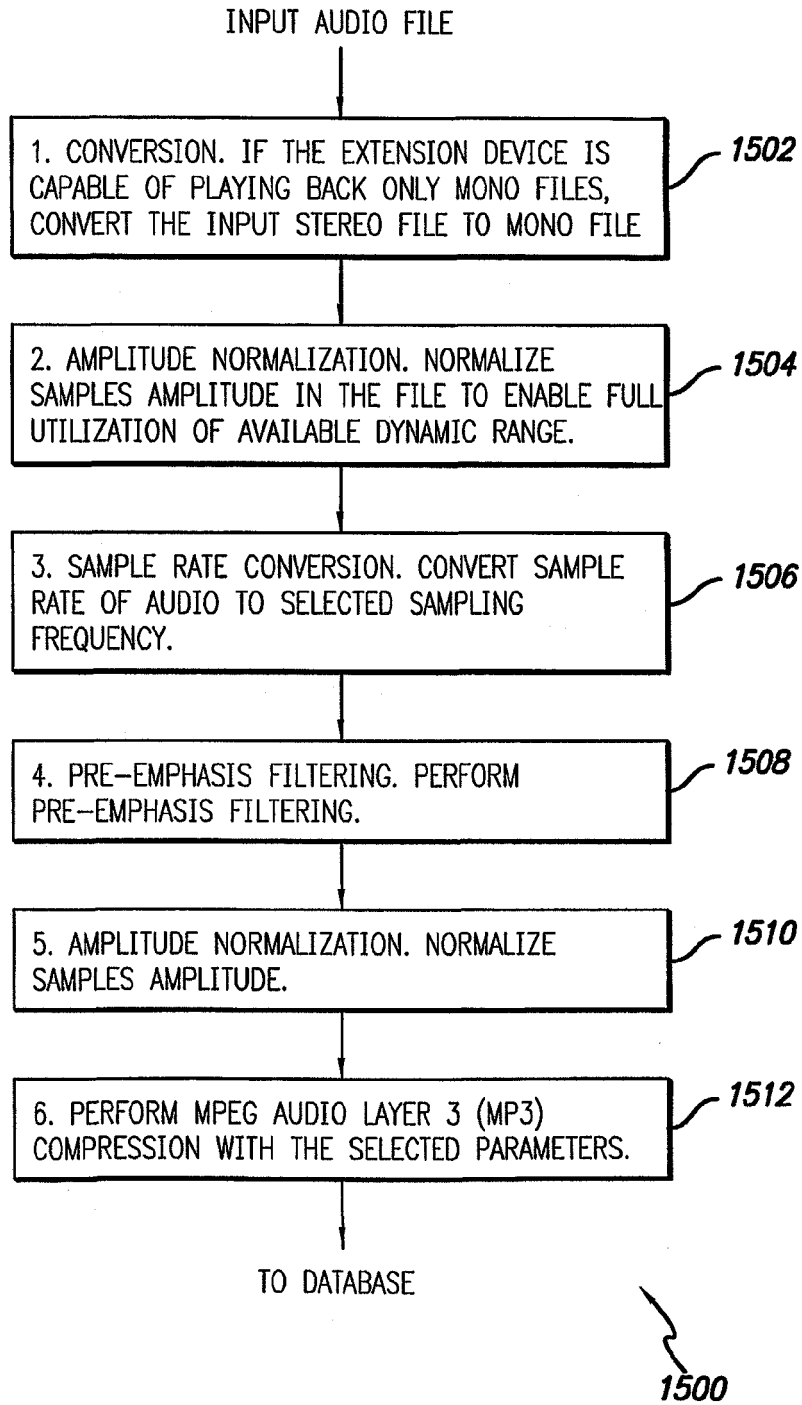 INPUT AUDIO FILE
1. CONVERSION. IF THE EXTENSION DEVICE IS
CAPABLE OF PLAYING BACK ONLY MONO FILES,
CONVERT THE INPUT STEREO FILE TO MONO FILE
1502
2. AMPLITUDE NORMALIZATION. NORMALIZE
SAMPLES AMPLITUDE IN THE FILE TO ENABLE FULL
UTILIZATION OF AVAILABLE DYNAMIC RANGE.
1504
3. SAMPLE RATE CONVERSION. CONVERT SAMPLE
RATE OF AUDIO TO SELECTED SAMPLING
FREQUENCY.
1506
4. PRE-EMPHASIS FILTERING. PERFORM
PRE-EMPHASIS FILTERING.
1508
5. AMPLITUDE NORMALIZATION. NORMALIZE
SAMPLES AMPLITUDE.
1510
6. PERFORM MPEG AUDIO LAYER 3 (MP3)
COMPRESSION WITH THE SELECTED PARAMETERS.
1512
TO DATABASE
1500